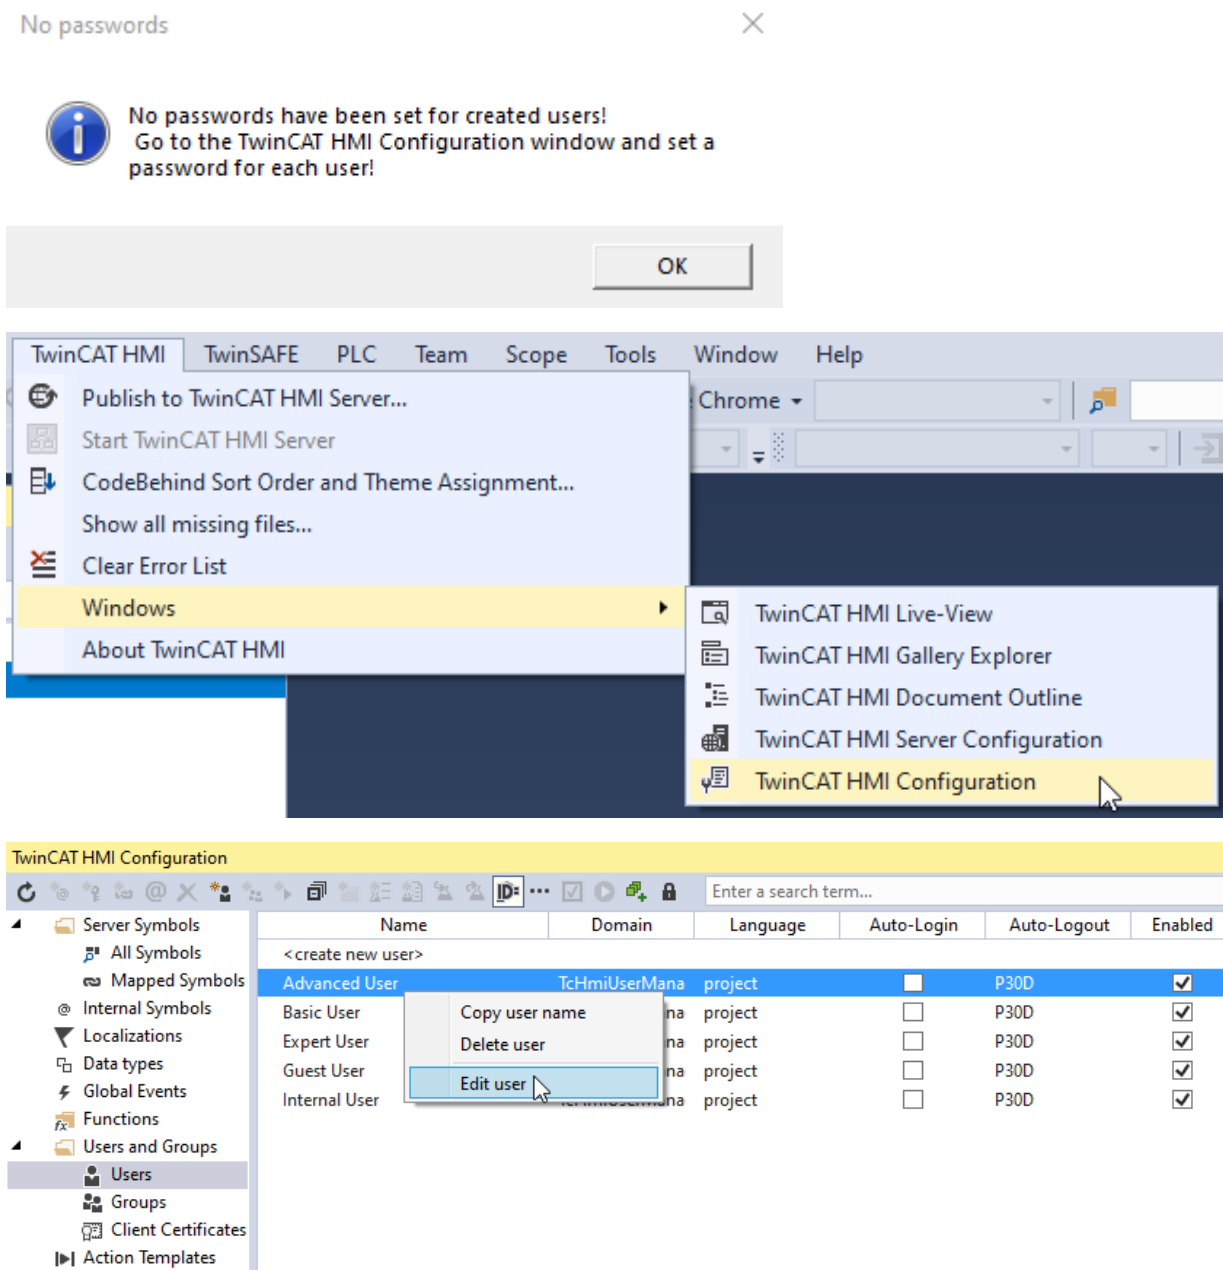 No passwords
No passwords have been set for created users!
Go to the TwinCAT HMI Configuration window and set a
password for each user!
OK
TwinCAT HMI TwinSAFE PLC Team Scope Tools Window Help
Publish to TwinCAT HMI Server...
Chrome
Start TwinCAT HMI Server
CodeBehind Sort Order and Theme Assignment...
Show all missing files...
Clear Error List
Windows
About TwinCAT HMI
TwinCAT HMI Live-View
TwinCAT HMI Gallery Explorer
TwinCAT HMI Document Outline
TwinCAT HMI Server Configuration
TwinCAT HMI Configuration
TwinCAT HMI Configuration
ID: Enter a search term...
Server Symbols
All Symbols
Mapped Symbols
@ Internal Symbols
Localizations
Data types
Global Events
fx Functions
Users and Groups
Users
Groups
Client Certificates
Action Templates
Name Domain Language Auto-Login Auto-Logout Enabled
<create new user>
Advanced User TcHmiUserMana project P30D
Basic User na project P30D
Expert User na project P30D
Guest User na project P30D
Internal User TcHmiUserMana project P30D
Copy user name
Delete user
Edit user